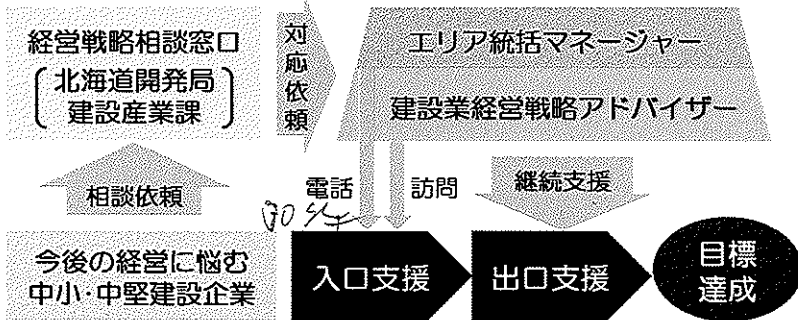 経営戦略相談窓口
北海道開発局
建設産業課
対応依頼
エリア統括マネージャー
建設業経営戦略アドバイザー
相談依頼
電話
訪問
継続支援
今後の経営に悩む
中小・中堅建設企業
入口支援
出口支援
目標
達成